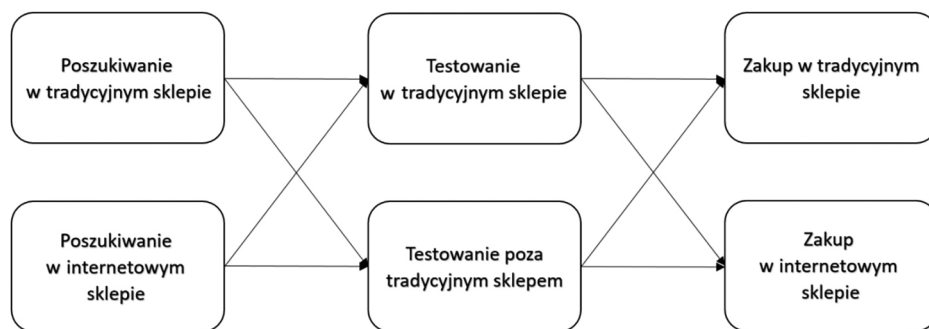 Poszukiwanie
w tradycyjnym sklepie
Testowanie
w tradycyjnym sklepie
Zakup w tradycyjnym
sklepie
Poszukiwanie
w internetowym
sklepie
Testowanie poza
tradycyjnym sklepem
Zakup
w internetowym
sklepie